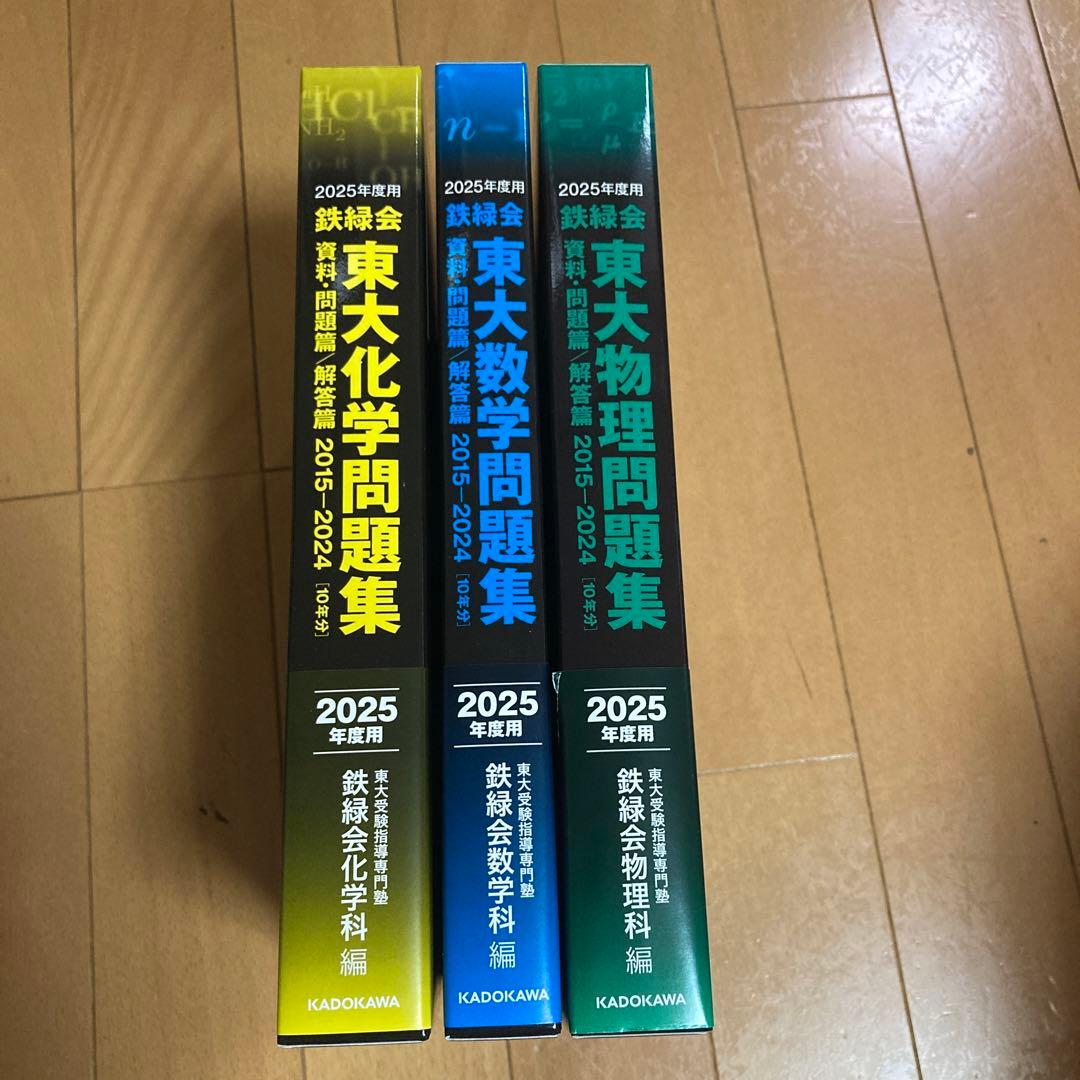 HCl
NH2
O-H
OH
2025年度用
鉄緑会
東大化学問題集
資料・問題篇/解答篇 2015-2024 [10年分]
2025
年度用
東大受験指導専門塾
鉄緑会化学科 編
KADOKAWA
n
2025年度用
鉄緑会
東大数学問題集
資料・問題篇/解答篇 2015-2024 [10年分]
2025
年度用
東大受験指導専門塾
鉄緑会数学科 編
KADOKAWA
2
ρ
μ
2025年度用
鉄緑会
東大物理問題集
資料・問題篇/解答篇 2015-2024 [10年分]
2025
年度用
東大受験指導専門塾
鉄緑会物理科 編
KADOKAWA